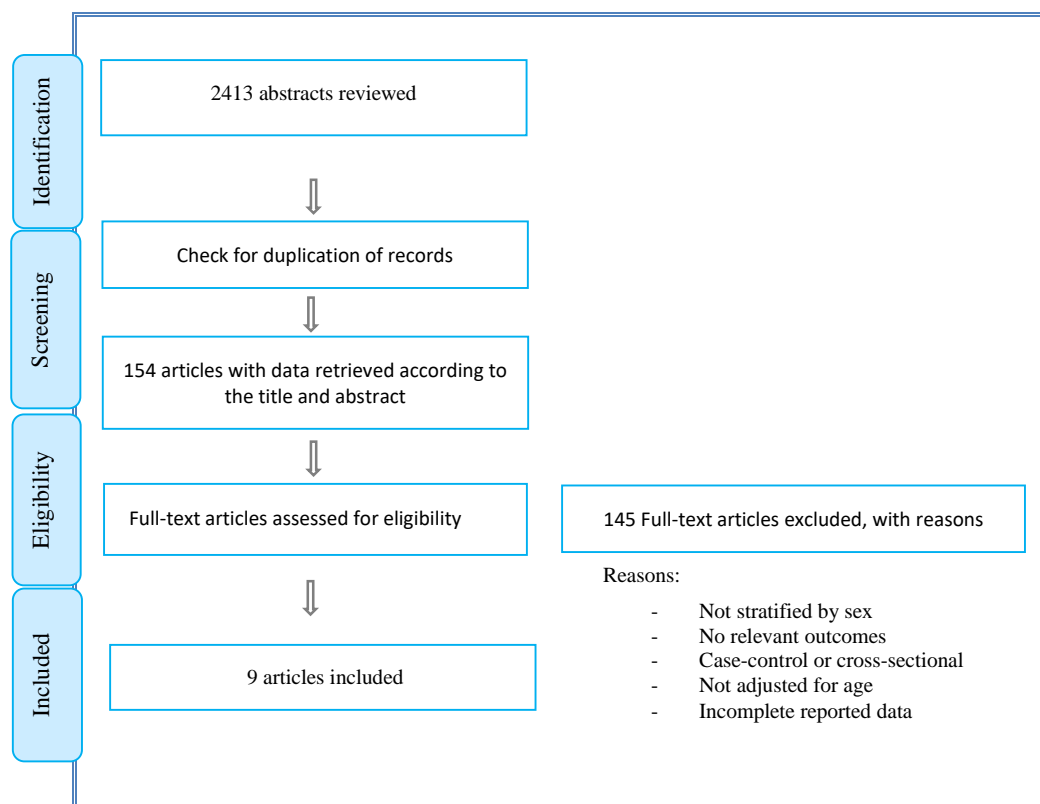 Identification
2413 abstracts reviewed
Screening
Check for duplication of records
154 articles with data retrieved according to
the title and abstract
Eligibility
Full-text articles assessed for eligibility
145 Full-text articles excluded, with reasons
Reasons:
- Not stratified by sex
- No relevant outcomes
- Case-control or cross-sectional
- Not adjusted for age
- Incomplete reported data
Included
9 articles included